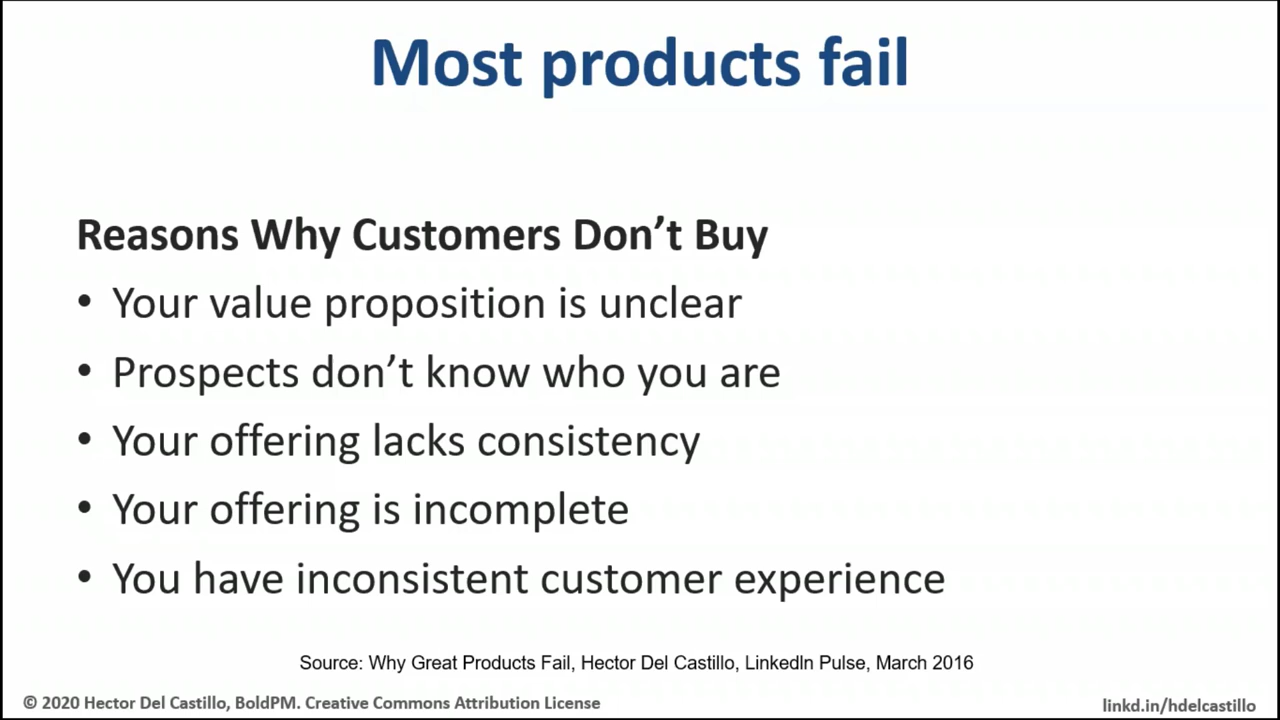 Most products fail
Reasons Why Customers Don’t Buy
• Your value proposition is unclear
• Prospects don’t know who you are
• Your offering lacks consistency
• Your offering is incomplete
• You have inconsistent customer experience
Source: Why Great Products Fail, Hector Del Castillo, LinkedIn Pulse, March 2016
© 2020 Hector Del Castillo, BoldPM. Creative Commons Attribution License
linkd.in/hdelcastillo